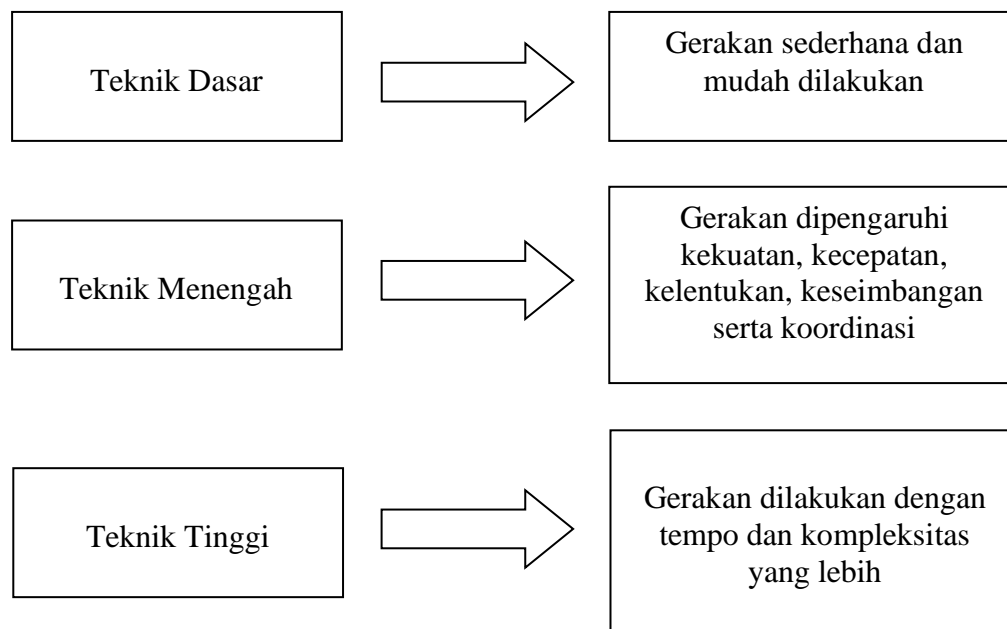 Teknik Dasar
Gerakan sederhana dan
mudah dilakukan
Teknik Menengah
Gerakan dipengaruhi
kekuatan, kecepatan,
kelentukan, keseimbangan
serta koordinasi
Teknik Tinggi
Gerakan dilakukan dengan
tempo dan kompleksitas
yang lebih